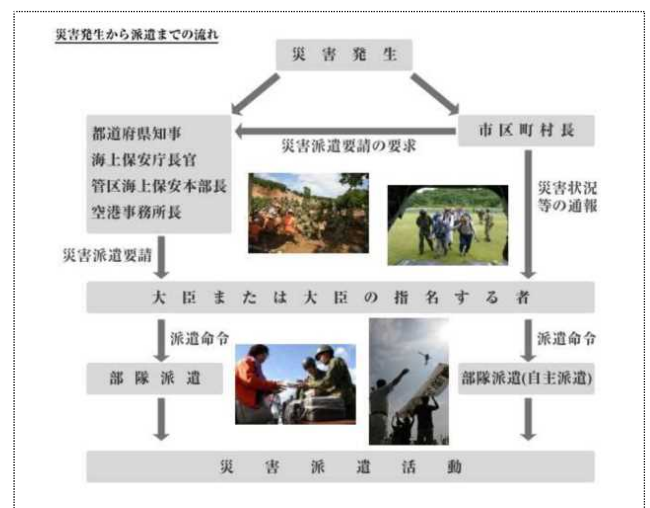 災害発生から派遣までの流れ
災害発生
都道府県知事
海上保安庁長官
管区海上保安本部長
空港事務所長
災害派遣要請の要求
市区町村長
災害状況
等の通報
災害派遣要請
大臣または大臣の指名する者
派遣命令
派遣命令
部隊派遣
部隊派遣(自主派遣)
災害派遣活動